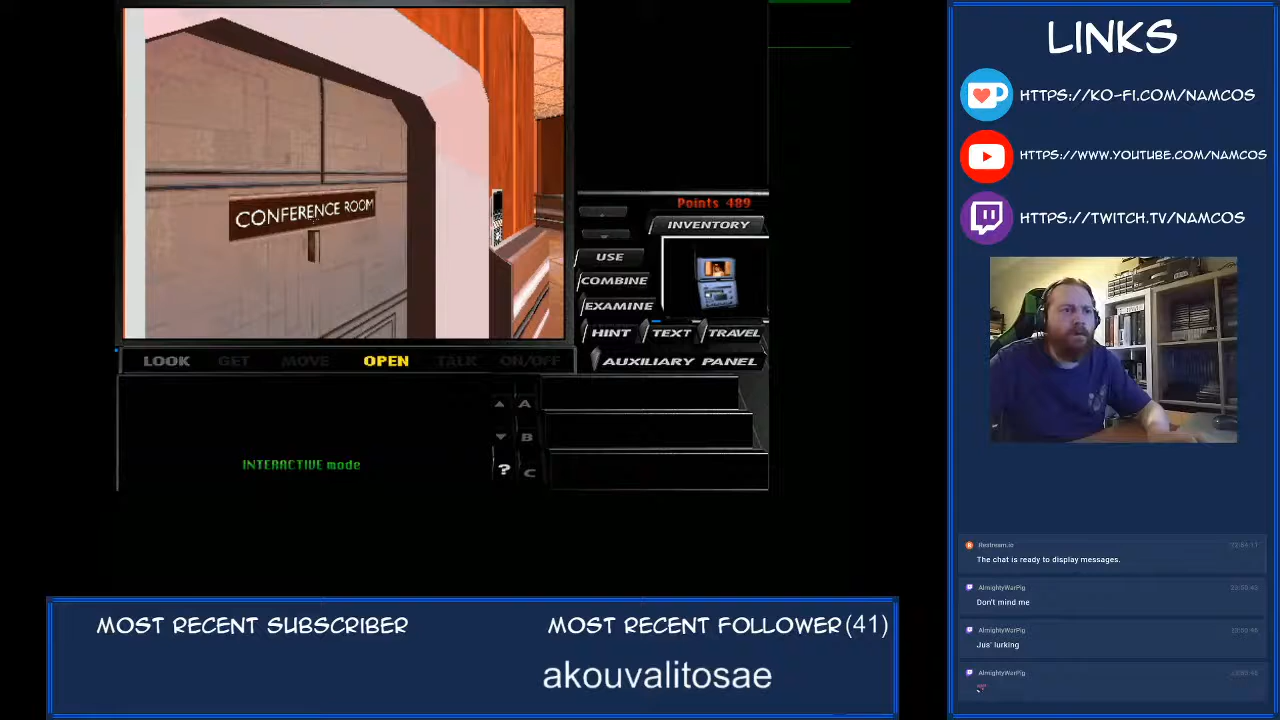 CONFERENCE ROOM
Points 489
INVENTORY
USE
COMBINE
EXAMINE
HINT TEXT TRAVEL
AUXILIARY PANEL
LOOK GET MOVE OPEN TALK ON/OFF
A
B
? C
INTERACTIVE mode
MOST RECENT SUBSCRIBER
MOST RECENT FOLLOWER (41)
akouvalitosae
LINKS
HTTPS://KO-FI.COM/NAMCOS
HTTPS://WWW.YOUTUBE.COM/NAMCOS
HTTPS://TWITCH.TV/NAMCOS
Restream.io
The chat is ready to display messages.
AlmightyWarPig
Don't mind me
AlmightyWarPig
Jus' lurking
AlmightyWarPig